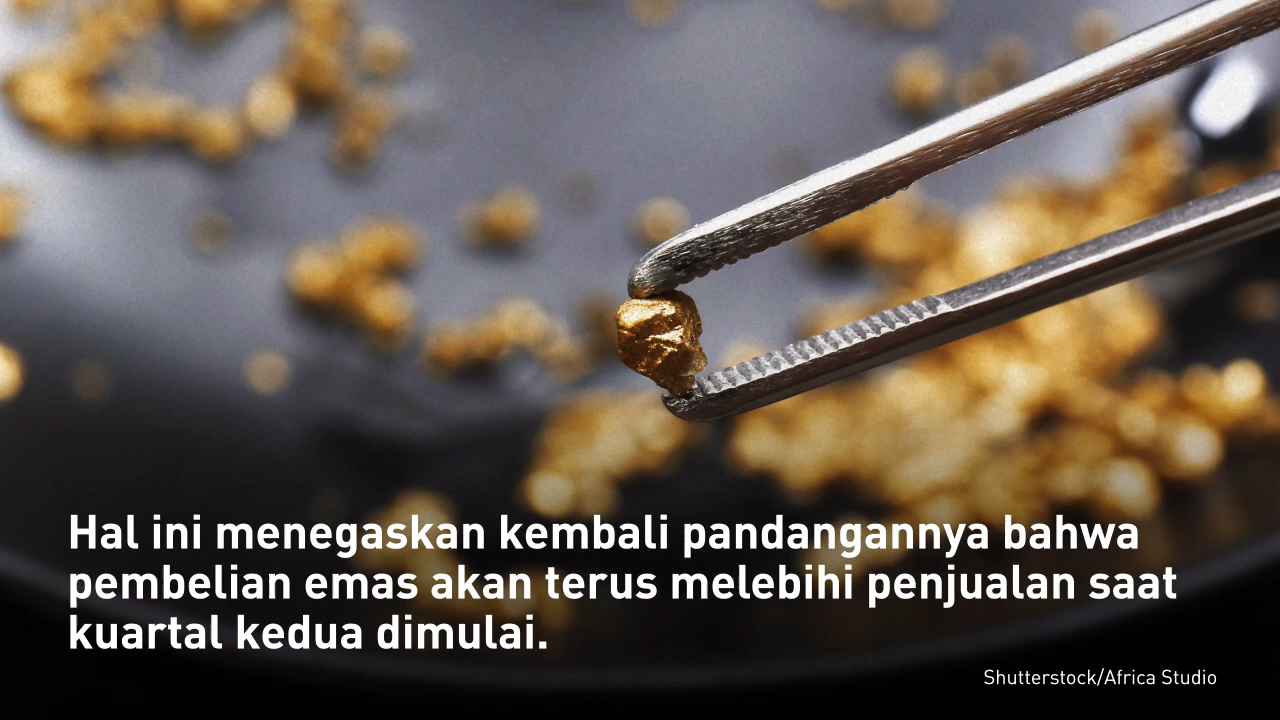 Hal ini menegaskan kembali pandangannya bahwa
pembelian emas akan terus melebihi penjualan saat
kuartal kedua dimulai.
Shutterstock/Africa Studio